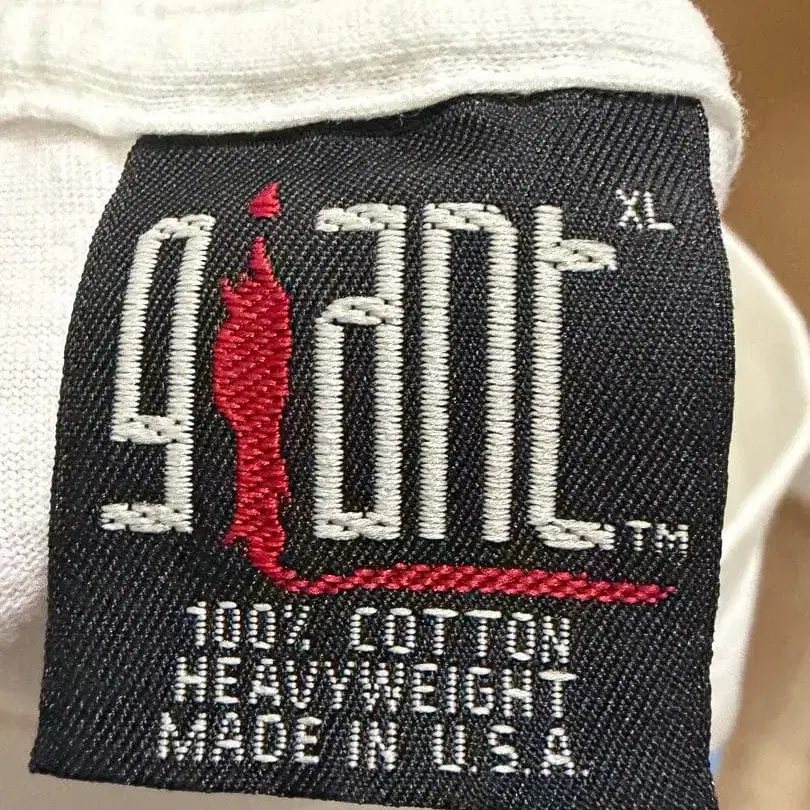 giant XL
TM
100% COTTON
HEAVYWEIGHT
MADE IN U.S.A.